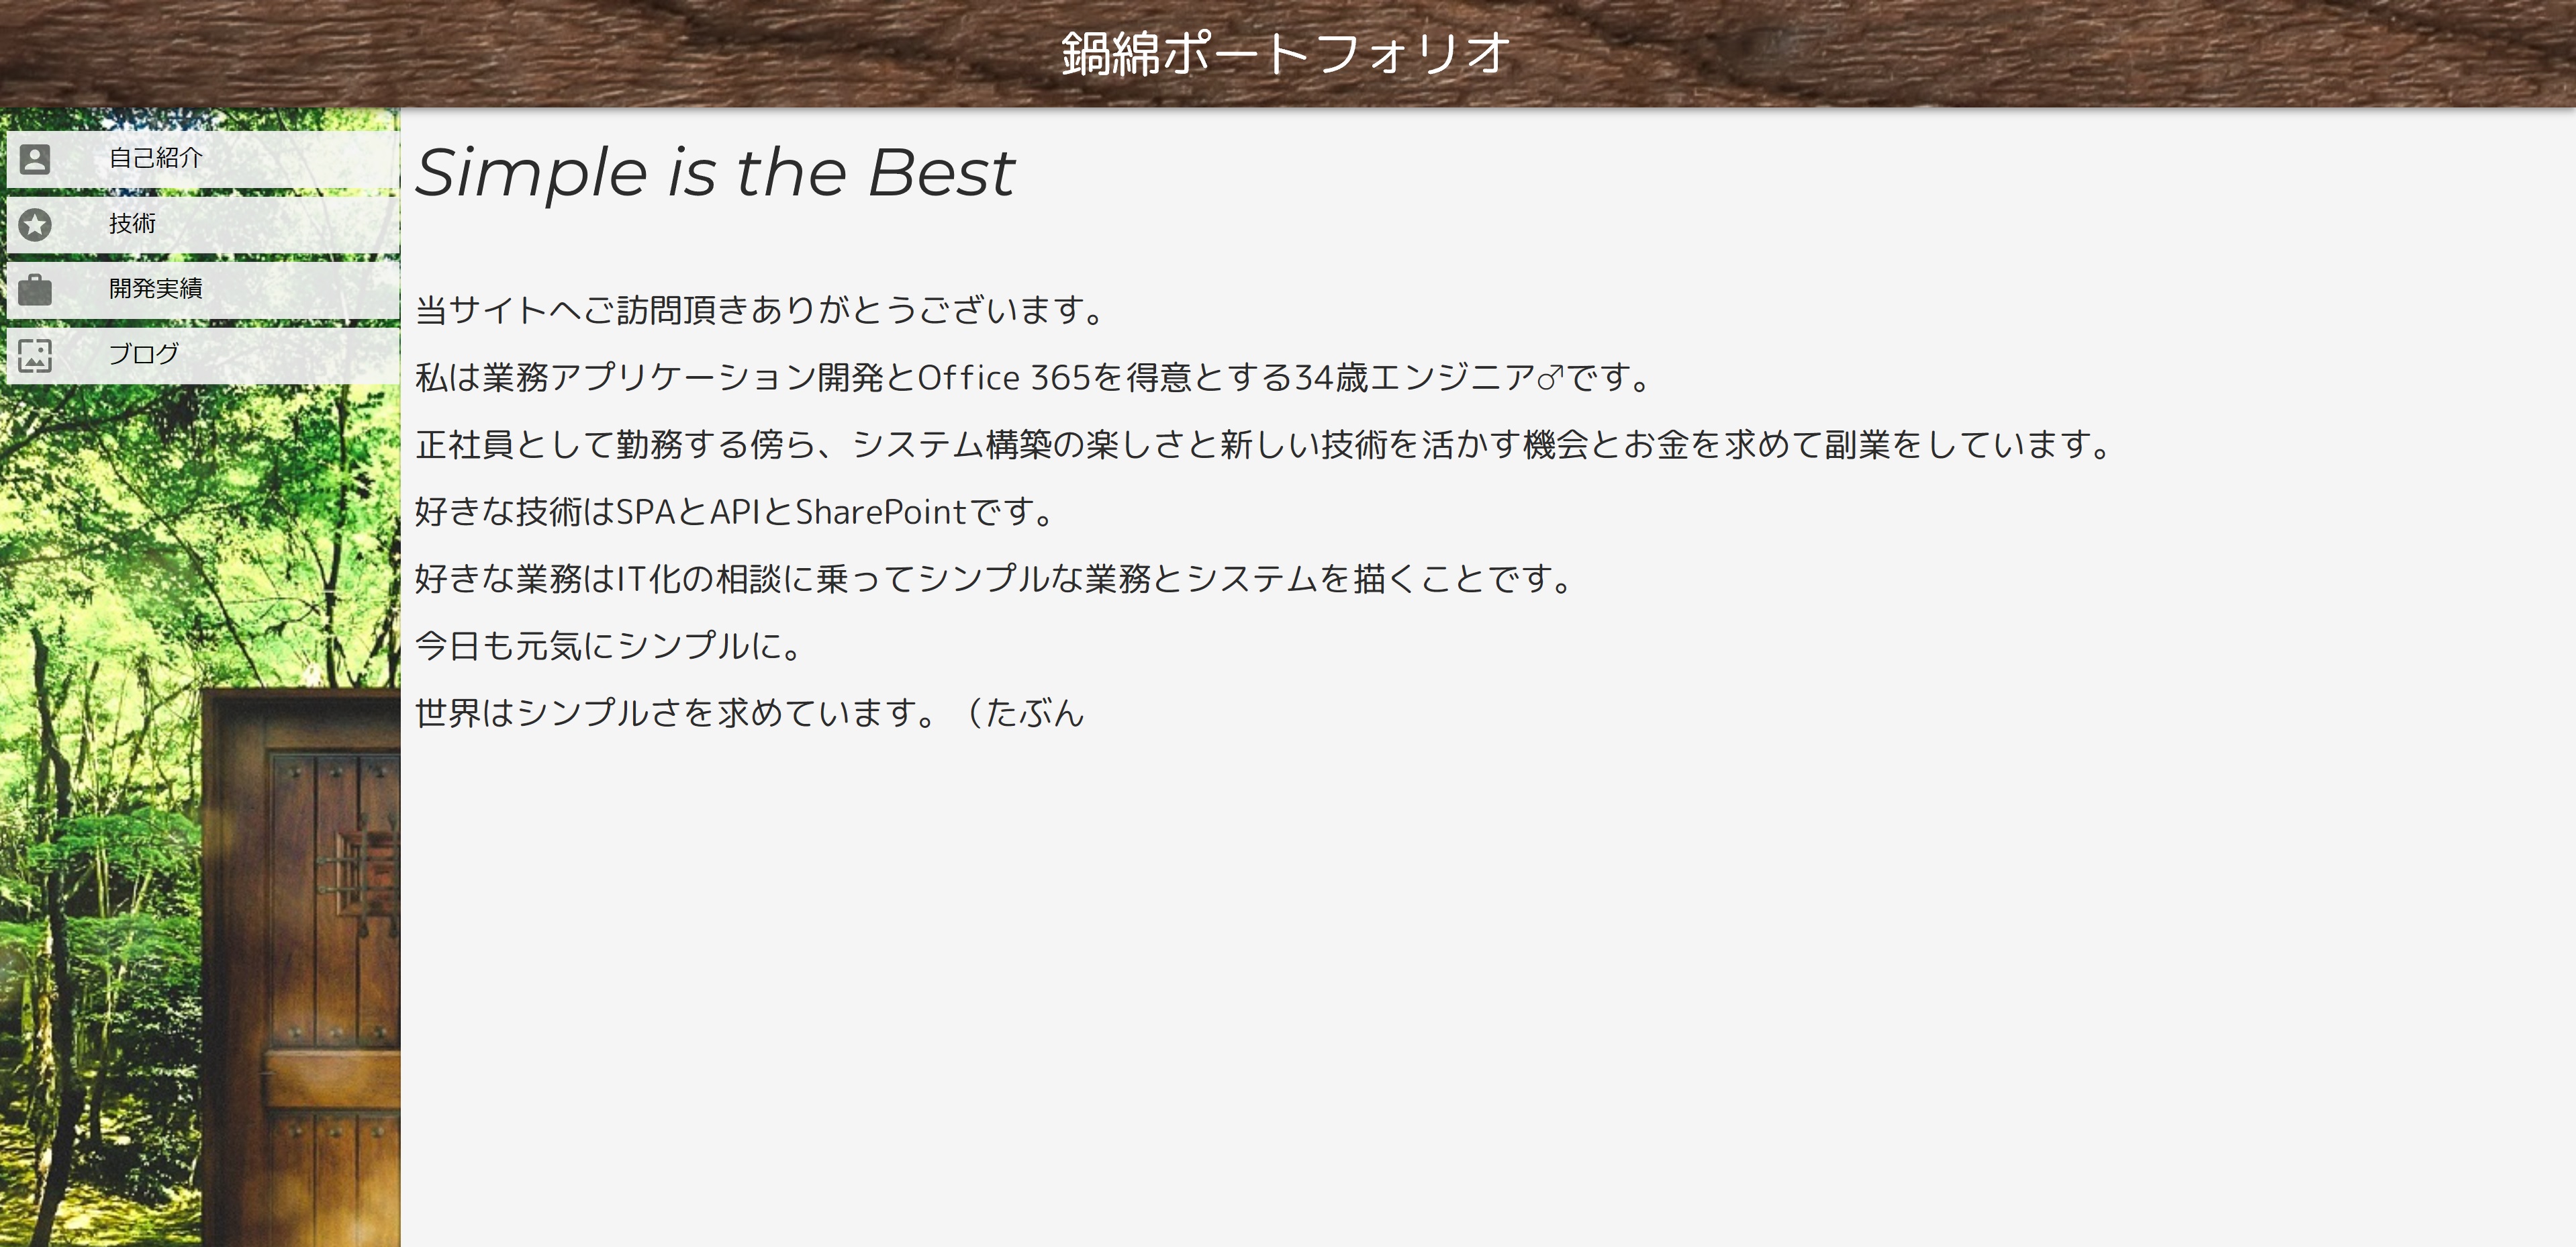 鍋綿ポートフォリオ
自己紹介
技術
開発実績
ブログ
Simple is the Best
当サイトへご訪問頂きありがとうございます。
私は業務アプリケーション開発とOffice 365を得意とする34歳エンジニア♂です。
正社員として勤務する傍ら、システム構築の楽しさと新しい技術を活かす機会とお金を求めて副業をしています。
好きな技術はSPAとAPIとSharePointです。
好きな業務はIT化の相談に乗ってシンプルな業務とシステムを描くことです。
今日も元気にシンプルに。
世界はシンプルさを求めています。（たぶん